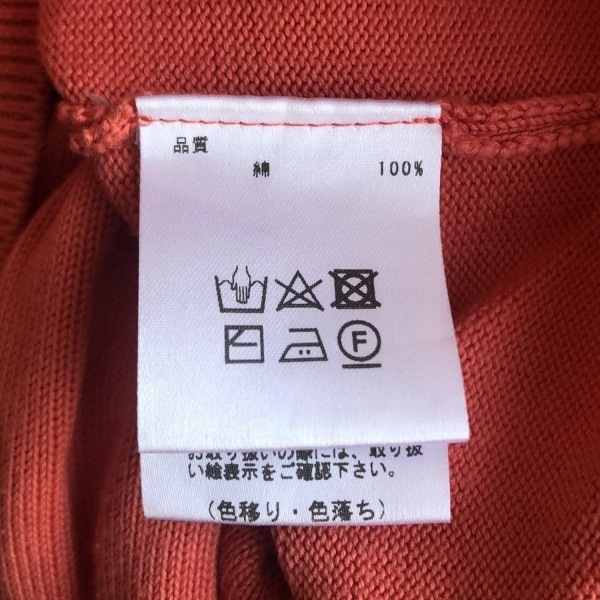 品質
綿 100%
F
お取り扱いの際には、取り扱
い絵表示をご確認下さい。
(色移り・色落ち)